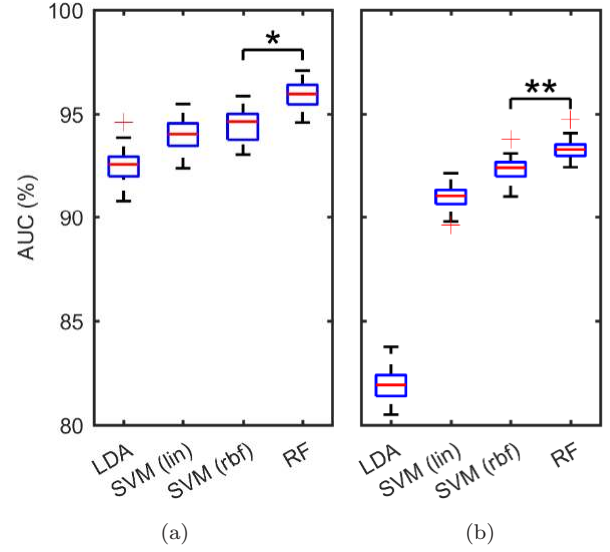 100
95
90
85
80
AUC (%)
*
**
LDA
SVM (lin)
SVM (rbf)
RF
LDA
SVM (lin)
SVM (rbf)
RF
(a)
(b)